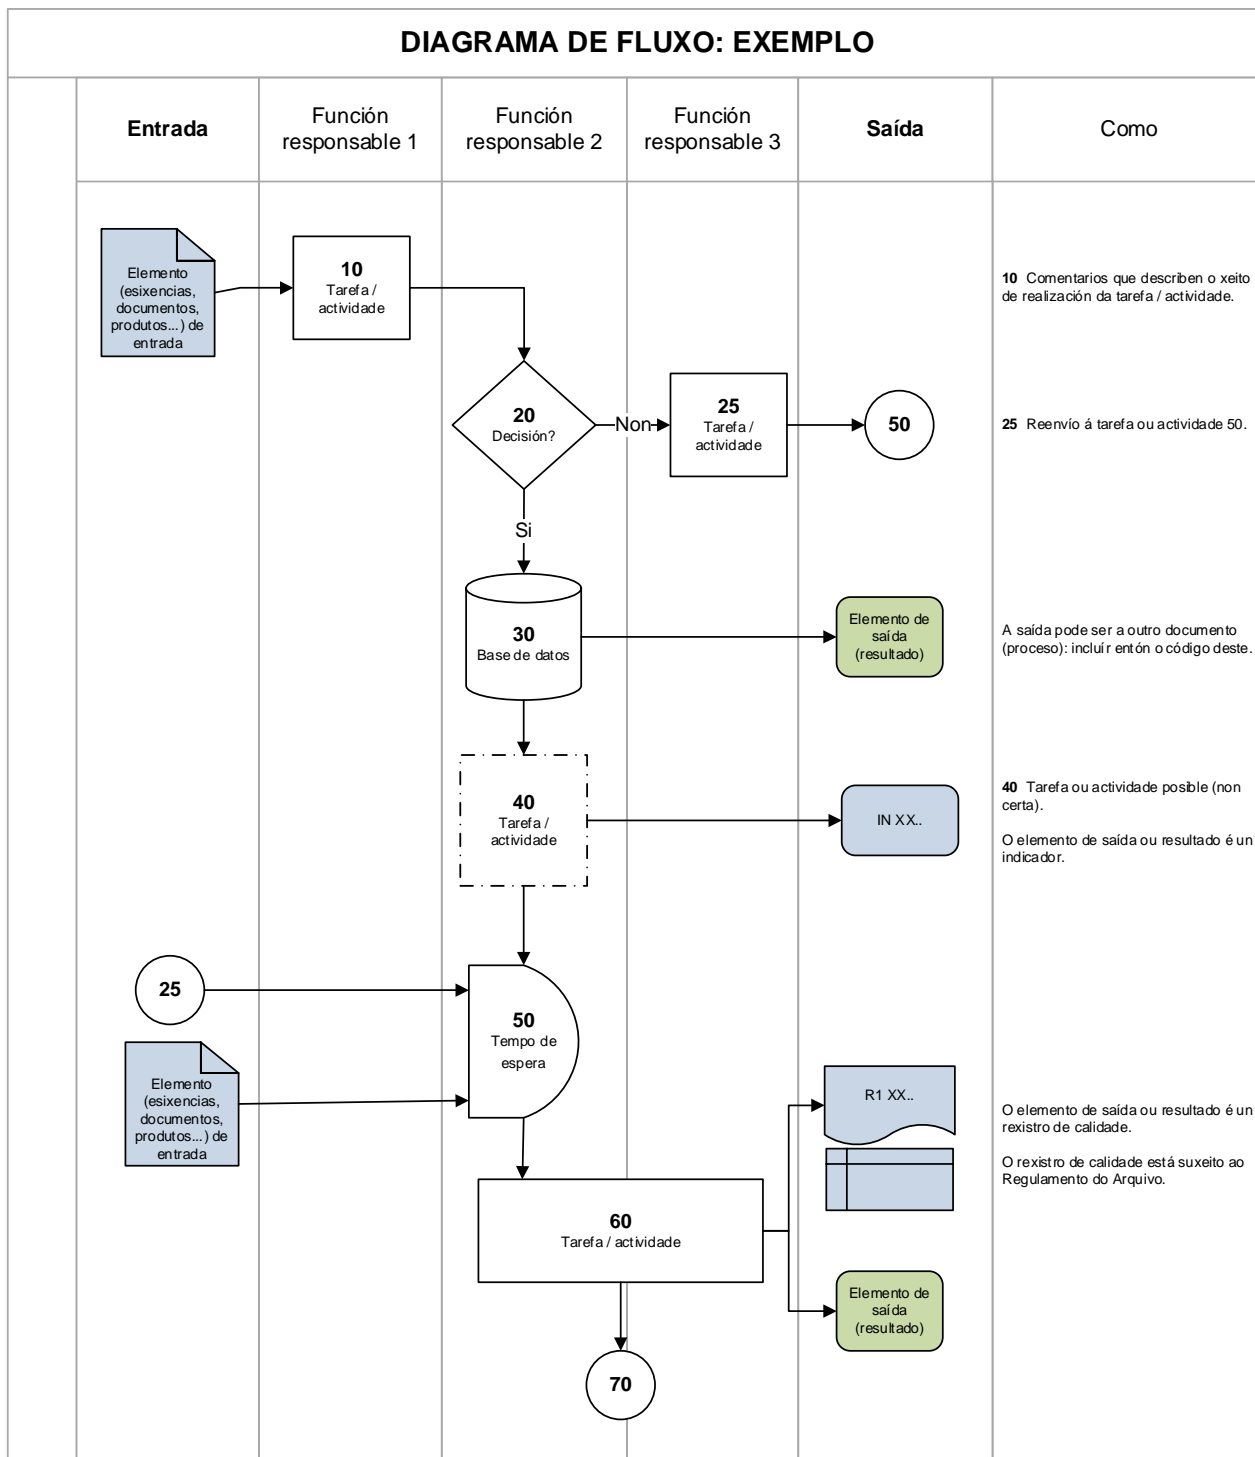 DIAGRAMA DE FLUXO: EXEMPLO
Entrada
Función
responsable 1
Función
responsable 2
Función
responsable 3
Saída
Como
Elemento
(esixencias,
documentos,
produtos...) de
entrada
10
Tarefa /
actividade
10 Comentarios que describen o xeito
de realización da tarefa / actividade.
20
Decisión?
Non
25
Tarefa /
actividade
50
25 Reenvío á tarefa ou actividade 50.
Si
30
Base de datos
Elemento de
saída
(resultado)
A saída pode ser a outro documento
(proceso): incluír entón o código deste.
40
Tarefa /
actividade
IN XX..
40 Tarefa ou actividade posible (non
certa).
O elemento de saída ou resultado é un
indicador.
25
50
Tempo de
espera
Elemento
(esixencias,
documentos,
produtos...) de
entrada
R1 XX..
O elemento de saída ou resultado é un
rexistro de calidade.
O rexistro de calidade está suxeito ao
Regulamento do Arquivo.
60
Tarefa / actividade
Elemento de
saída
(resultado)
70